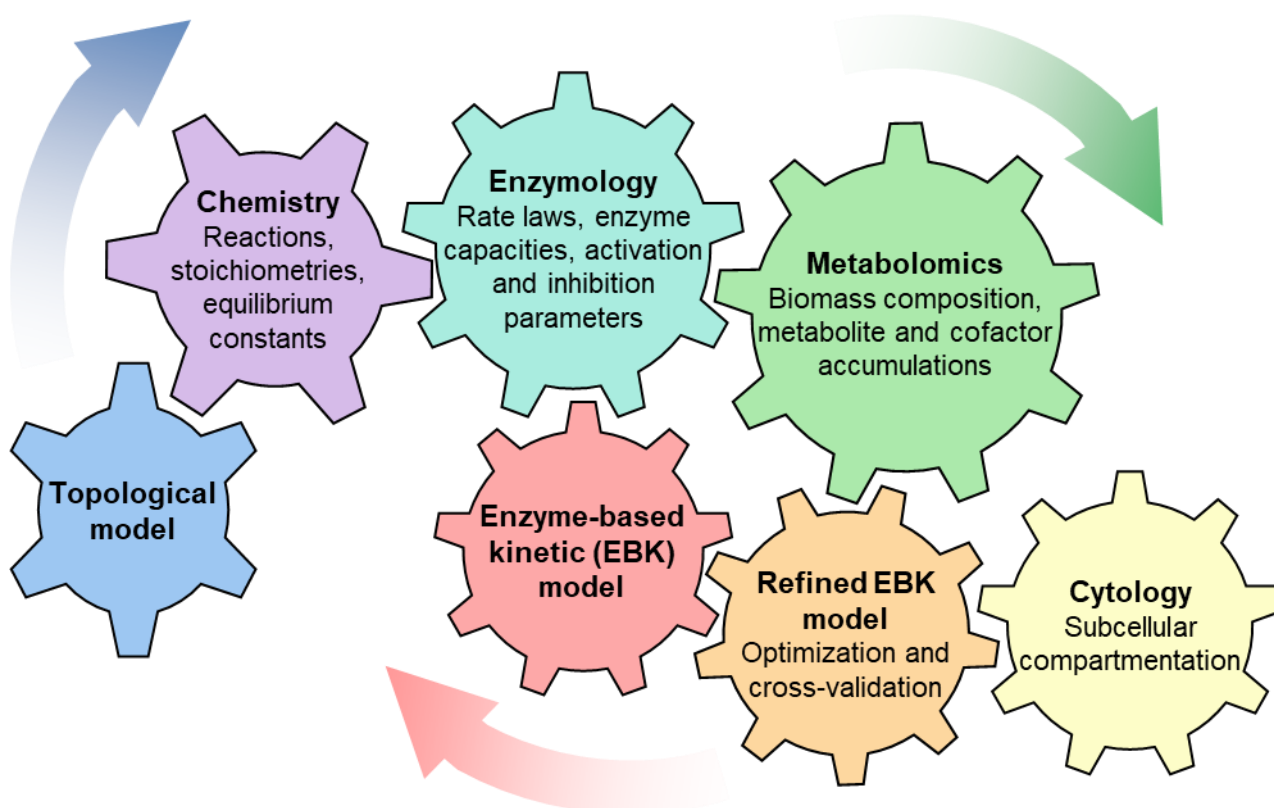 Chemistry
Reactions,
stoichiometries,
equilibrium
constants
Enzymology
Rate laws, enzyme
capacities, activation
and inhibition
parameters
Metabolomics
Biomass composition,
metabolite and cofactor
accumulations
Topological
model
Enzyme-based
kinetic (EBK)
model
Refined EBK
model
Optimization and
cross-validation
Cytology
Subcellular
compartmentation